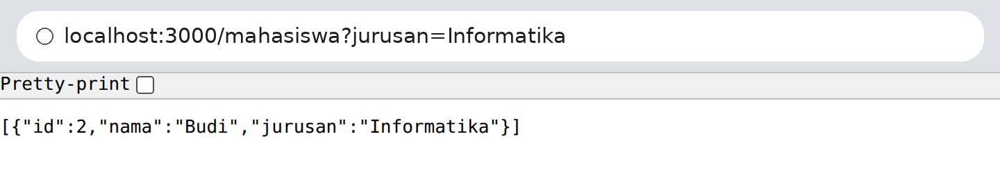 localhost:3000/mahasiswa?jurusan=Informatika
Pretty-print
[{"id":2,"nama":"Budi","jurusan":"Informatika"}]